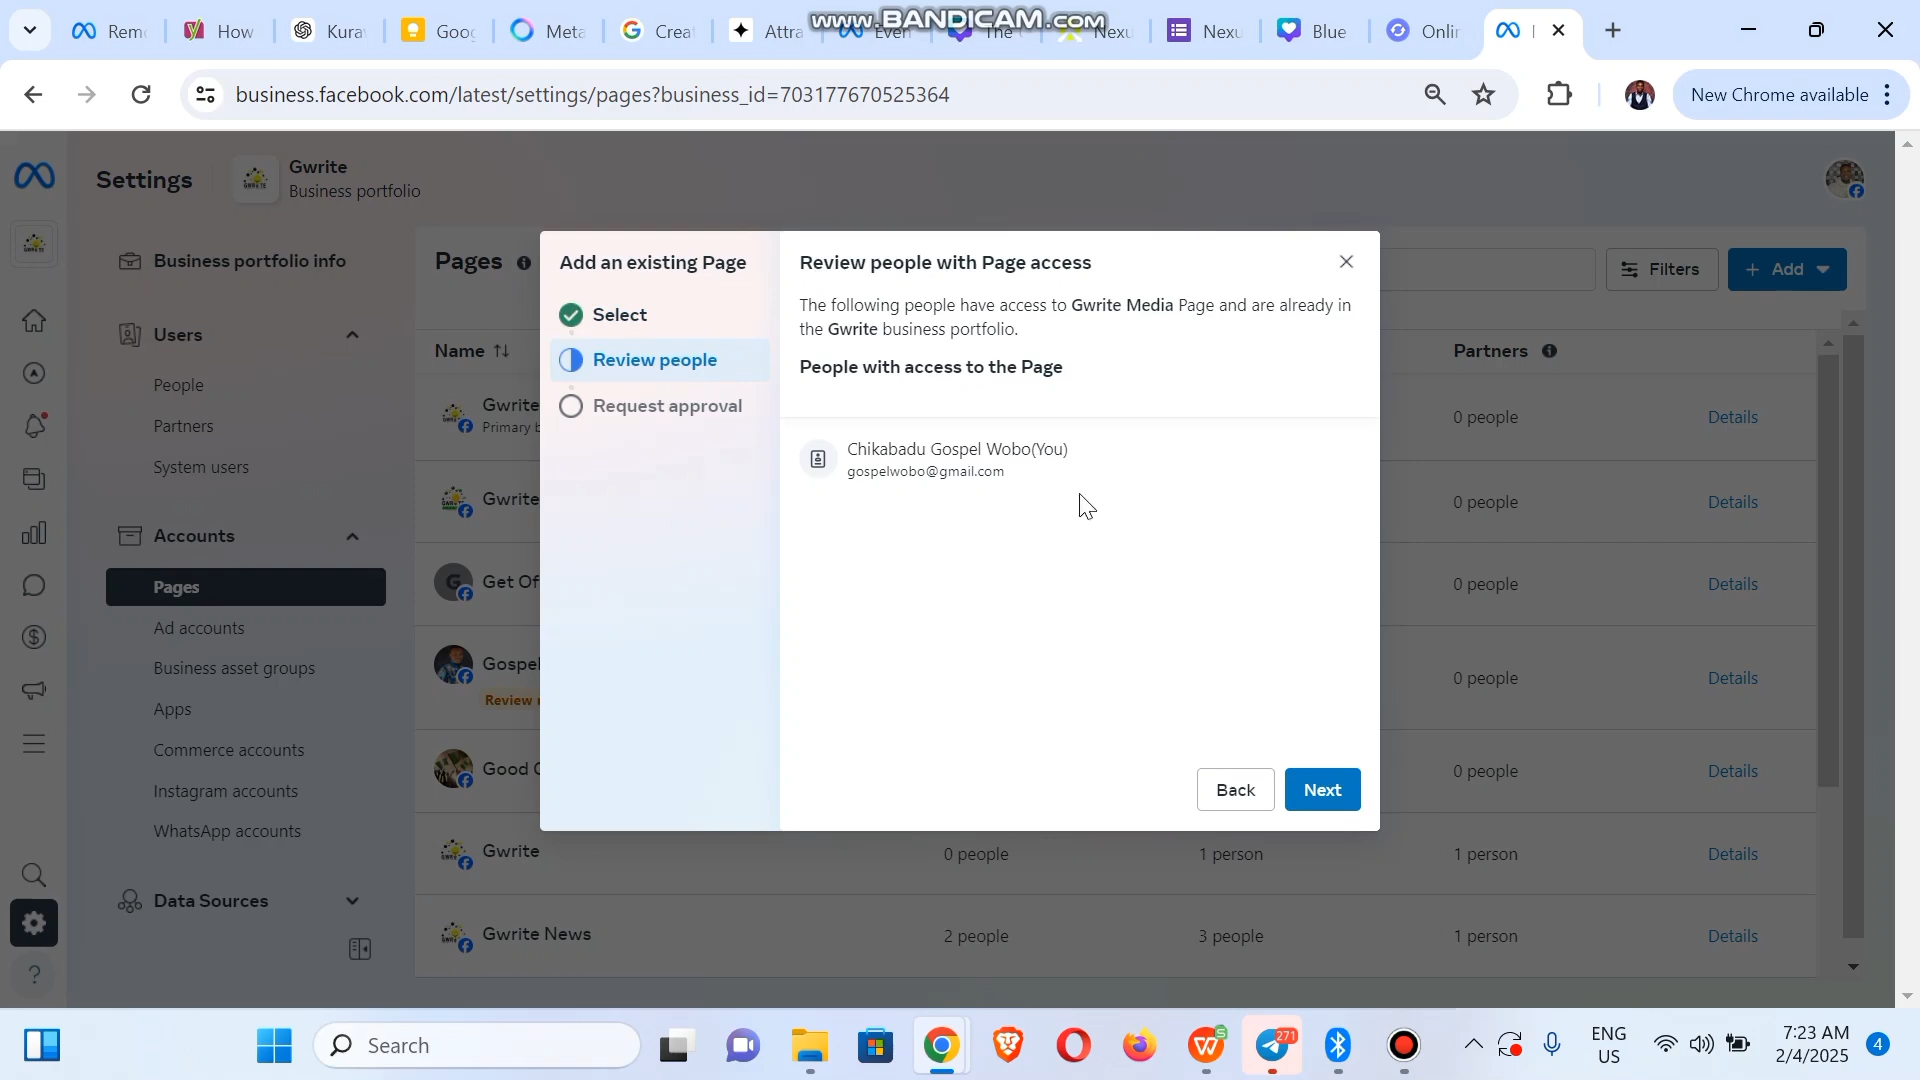 Rem
How
Kura
Goog
Meta
Crea
Attra
Even
The
Nexu
Nexu
Blue
Onlin
www.BANDICAM.com
business.facebook.com/latest/settings/pages?business_id=703177670525364
New Chrome available
Settings
Gwrite
Business portfolio
Business portfolio info
Users
People
Partners
System users
Accounts
Pages
Ad accounts
Business asset groups
Apps
Commerce accounts
Instagram accounts
WhatsApp accounts
Data Sources
Pages
Filters
+ Add
Name
Partners
Gwrite
Primary b
0 people
Details
Gwrite
0 people
Details
Get Of
0 people
Details
Gospel
Review
0 people
Details
Good
0 people
Details
Gwrite
0 people
1 person
1 person
Details
Gwrite News
2 people
3 people
1 person
Details
Add an existing Page
Select
Review people
Request approval
Review people with Page access
The following people have access to Gwrite Media Page and are already in
the Gwrite business portfolio.
People with access to the Page
Chikabadu Gospel Wobo(You)
gospelwobo@gmail.com
Back
Next
Search
271
ENG
US
7:23 AM
2/4/2025
4